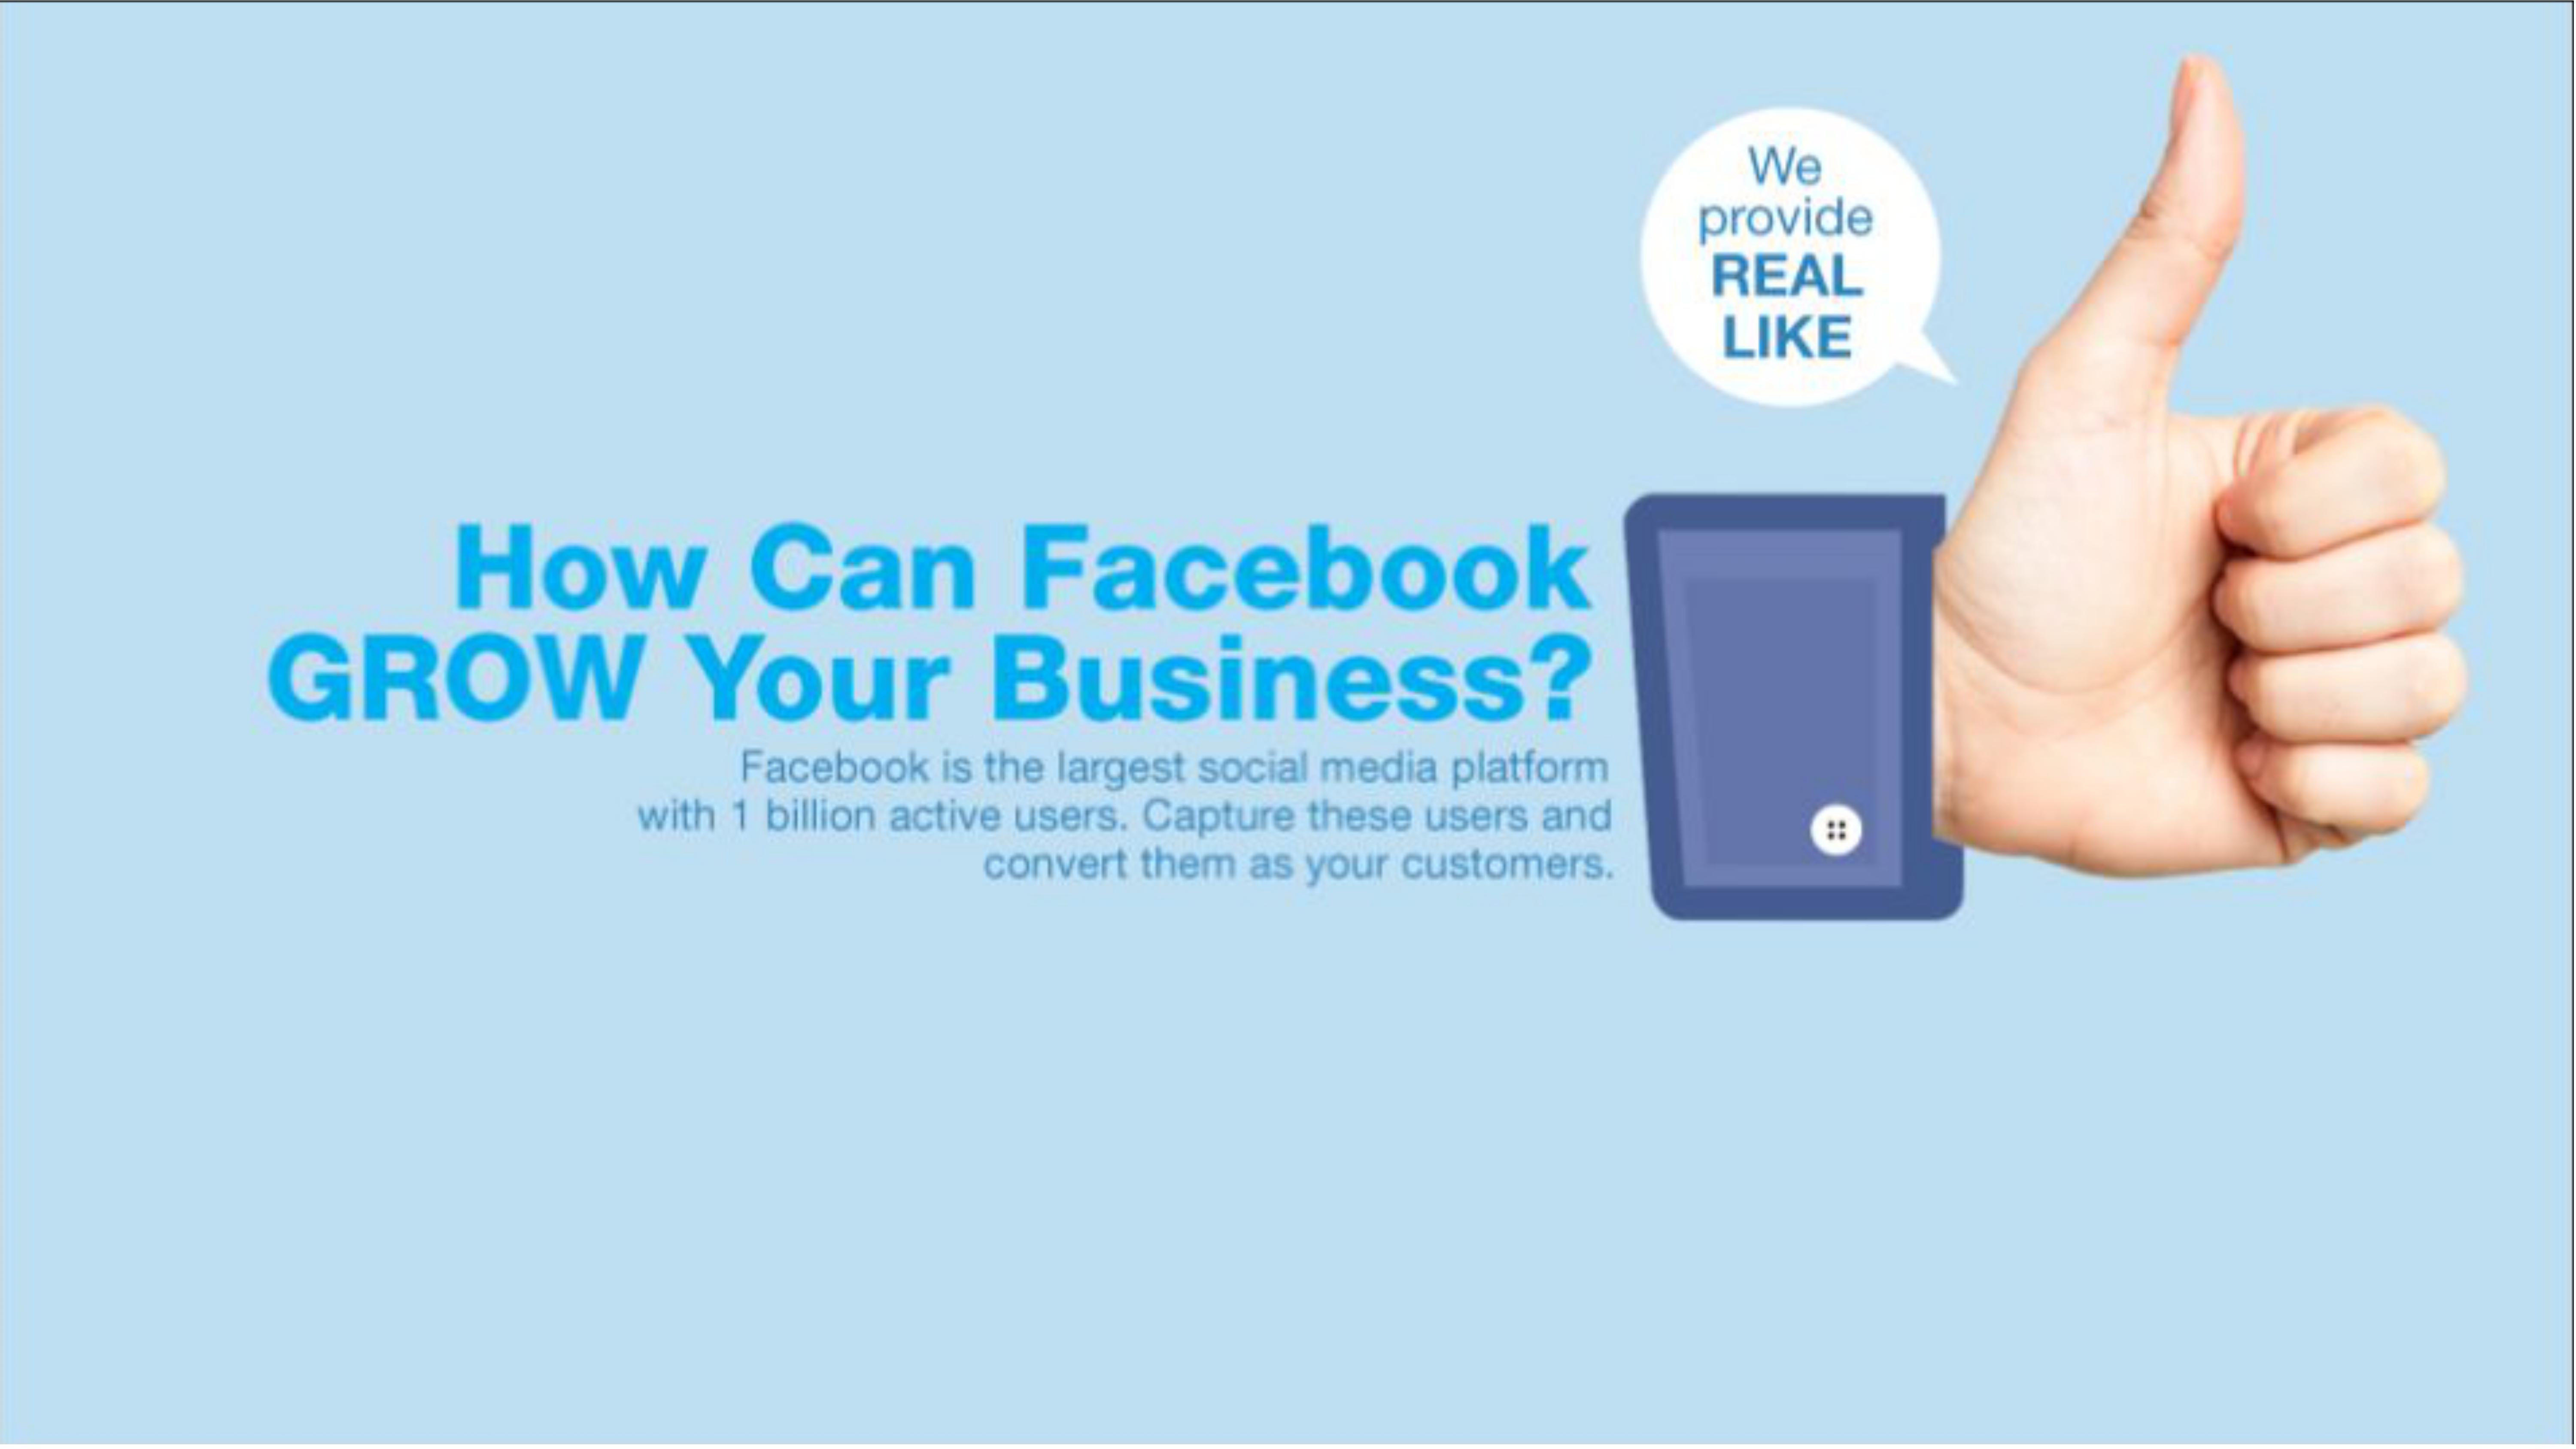 We
provide
REAL
LIKE
How Can Facebook
GROW Your Business?
Facebook is the largest social media platform
with 1 billion active users. Capture these users and
convert them as your customers.